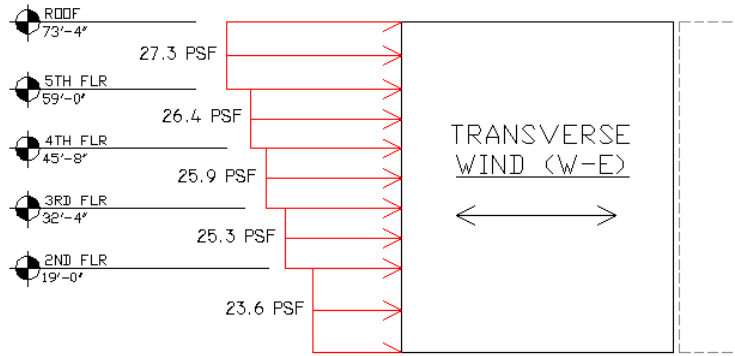 ROOF
73'-4"
27.3 PSF
5TH FLR
59'-0"
26.4 PSF
4TH FLR
45'-8"
25.9 PSF
3RD FLR
32'-4"
25.3 PSF
2ND FLR
19'-0"
23.6 PSF
TRANSVERSE
WIND (W-E)